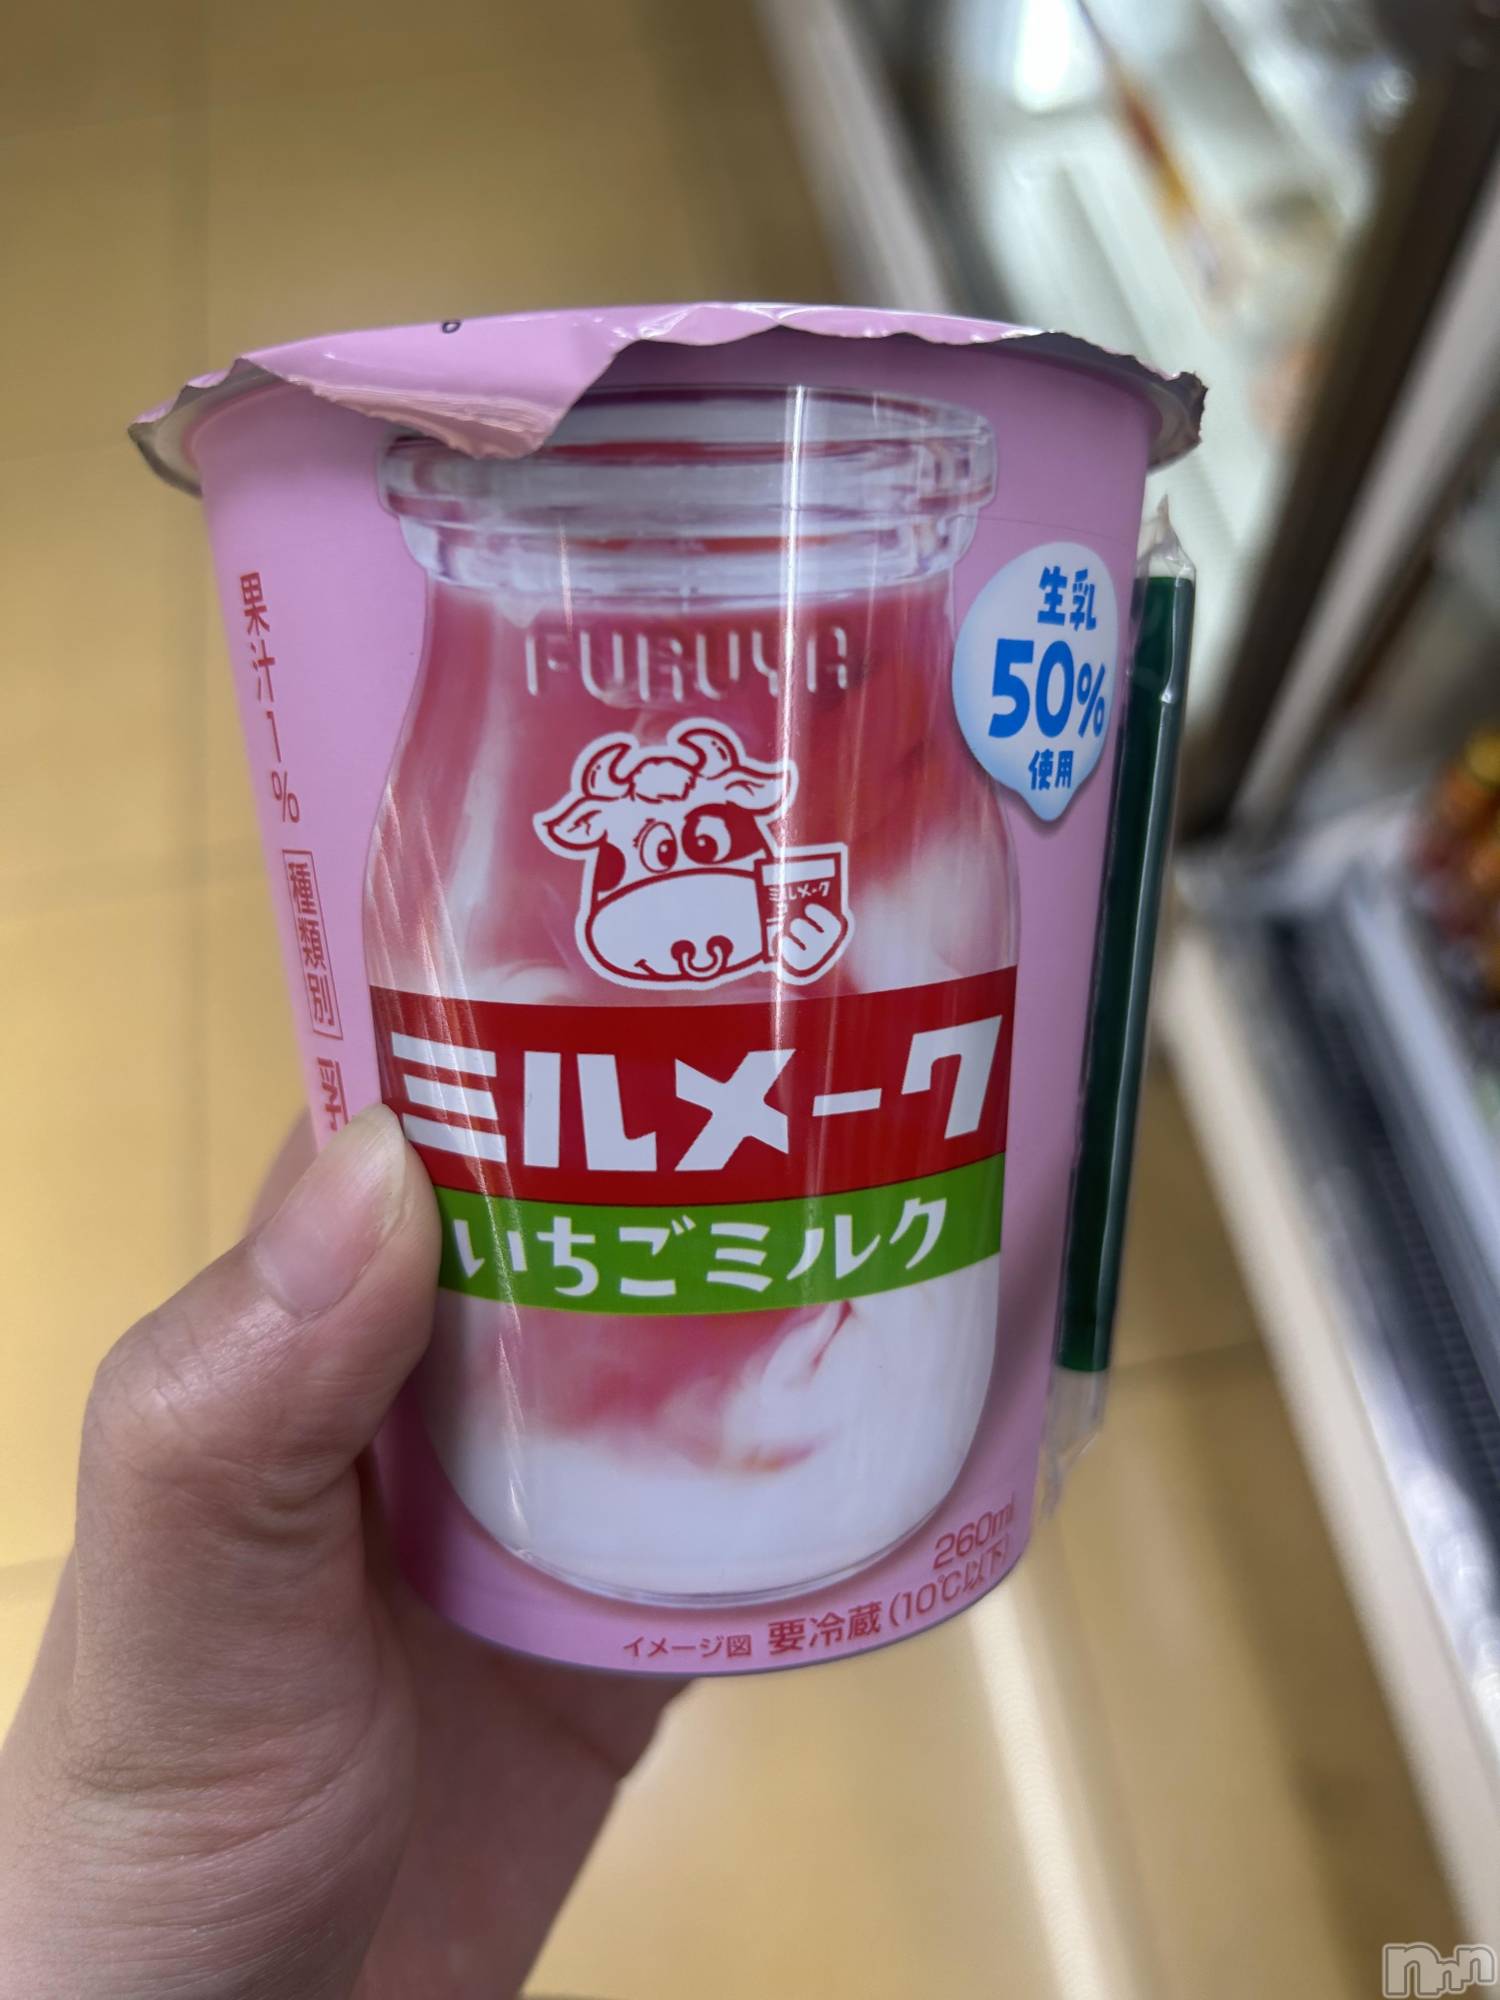 FURUYA
生乳
50%
使用
ミルメーク
ミルメーク
いちごミルク
果汁1%
種類別 乳
260ml
要冷蔵(10℃以下)
イメージ図
nnn